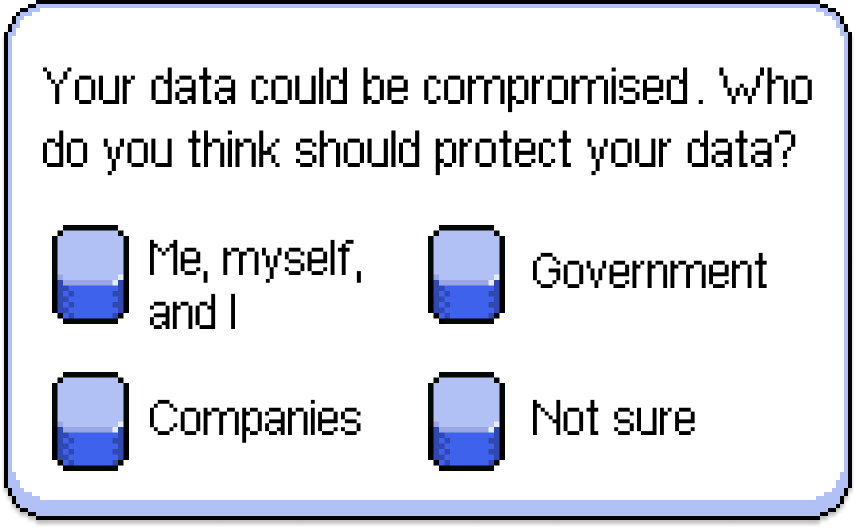 Your data could be compromised. Who
do you think should protect your data?
Me, myself,
and I
Government
Companies
Not sure